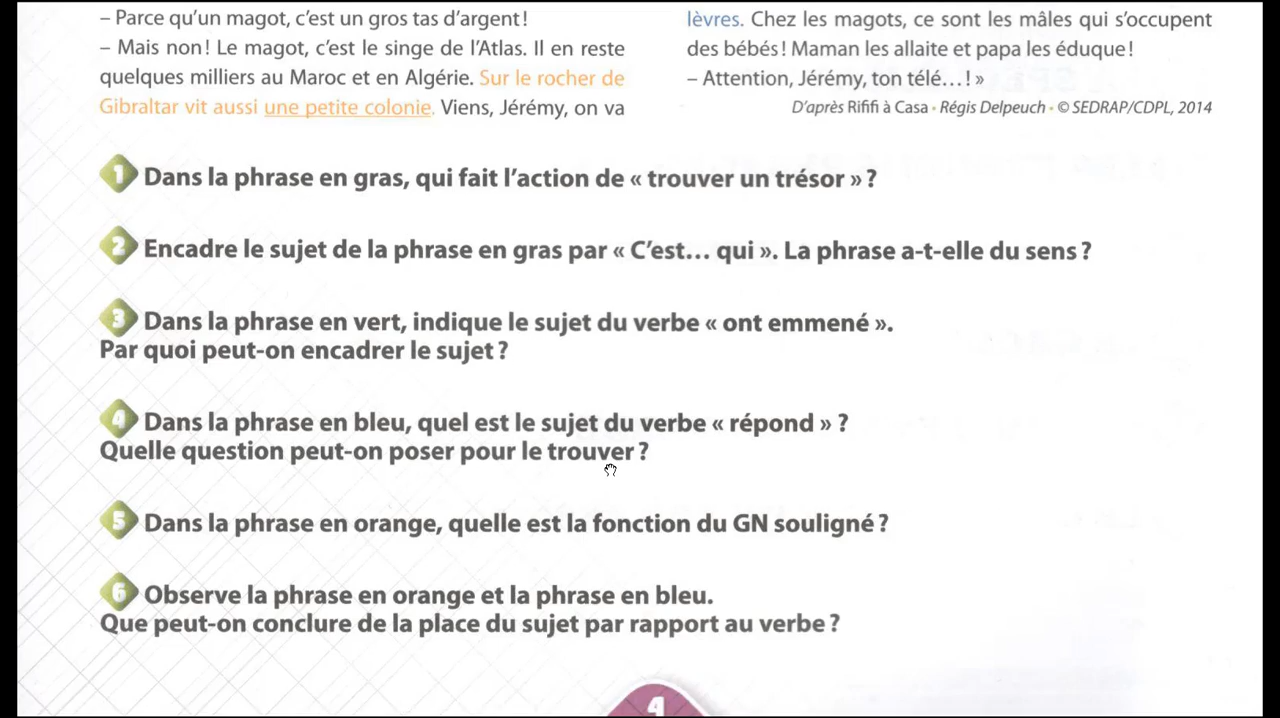 – Parce qu'un magot, c'est un gros tas d'argent !
– Mais non ! Le magot, c'est le singe de l'Atlas. Il en reste
quelques milliers au Maroc et en Algérie. Sur le rocher de
Gibraltar vit aussi une petite colonie. Viens, Jérémy, on va
lèvres. Chez les magots, ce sont les mâles qui s'occupent
des bébés ! Maman les allaite et papa les éduque !
– Attention, Jérémy, ton télé… ! »
D'après Rififi à Casa • Régis Delpeuch • © SEDRAP/CDPL, 2014
1 Dans la phrase en gras, qui fait l'action de « trouver un trésor » ?
2 Encadre le sujet de la phrase en gras par « C'est… qui ». La phrase a-t-elle du sens ?
3 Dans la phrase en vert, indique le sujet du verbe « ont emmené ».
Par quoi peut-on encadrer le sujet ?
4 Dans la phrase en bleu, quel est le sujet du verbe « répond » ?
Quelle question peut-on poser pour le trouver ?
5 Dans la phrase en orange, quelle est la fonction du GN souligné ?
6 Observe la phrase en orange et la phrase en bleu.
Que peut-on conclure de la place du sujet par rapport au verbe ?
4